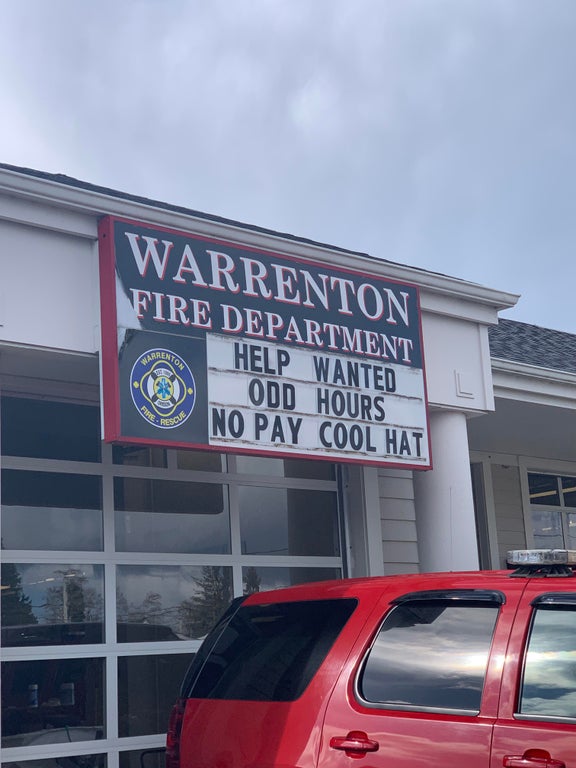 WARRENTON
FIRE DEPARTMENT
HELP WANTED
ODD HOURS
NO PAY COOL HAT
WARRENTON
FIRE-RESCUE